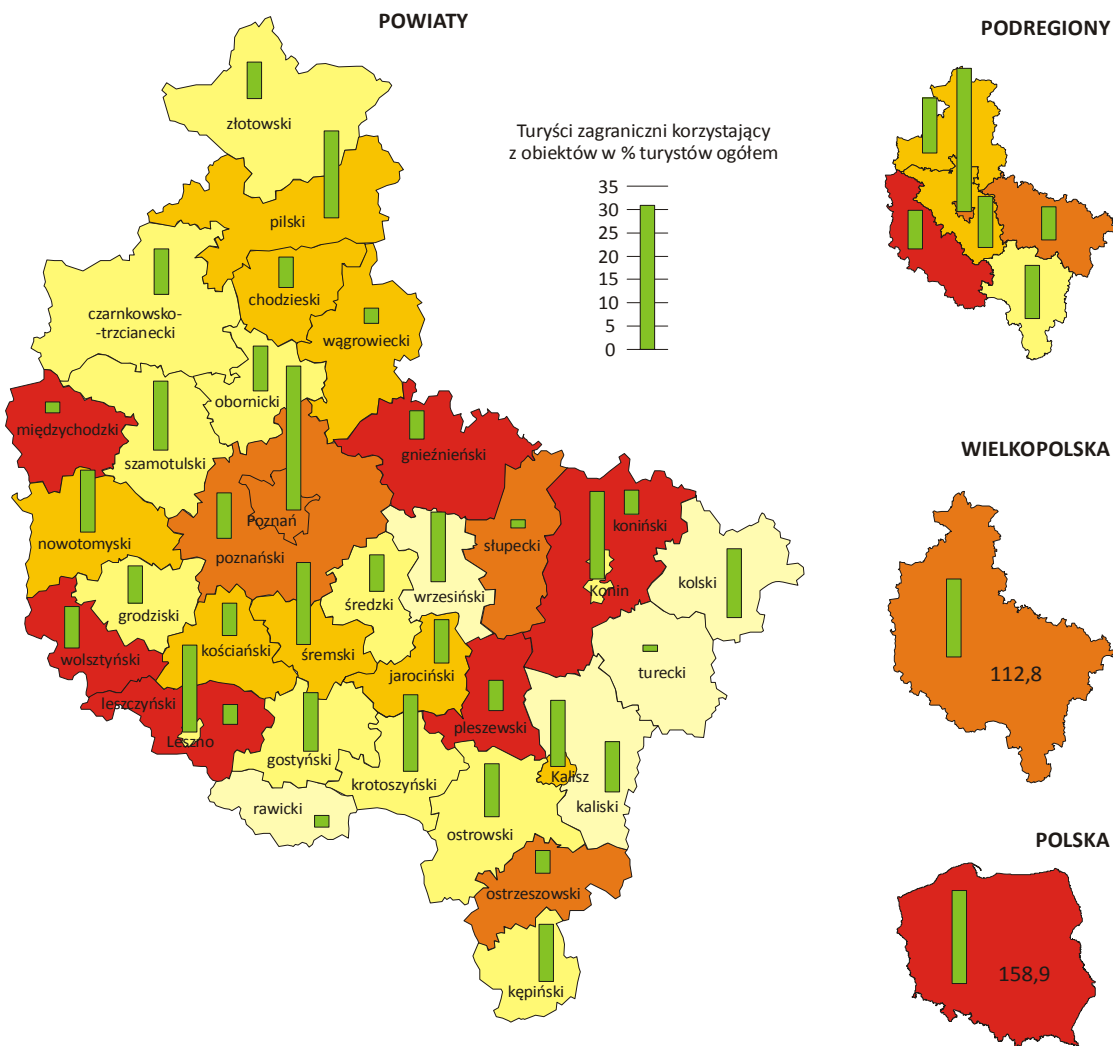 POWIATY
PODREGIONY
złotowski
Turyści zagraniczni korzystający
z obiektów w % turystów ogółem
35
30
25
20
15
10
5
0
pilski
chodzieski
czarnkowsko-
-trzcianecki
wągrowiecki
obornicki
międzychodzki
szamotulski
gnieźnieński
WIELKOPOLSKA
nowotomyski
Poznań
poznański
słupecki
koniński
kolski
Konin
grodziski
średzki
wrzesiński
kościański
śremski
wolsztyński
jarociński
turecki
112,8
leszczyński
Leszno
pleszewski
gostyński
krotoszyński
Kalisz
kaliski
rawicki
ostrowski
POLSKA
ostrzeszowski
158,9
kępiński